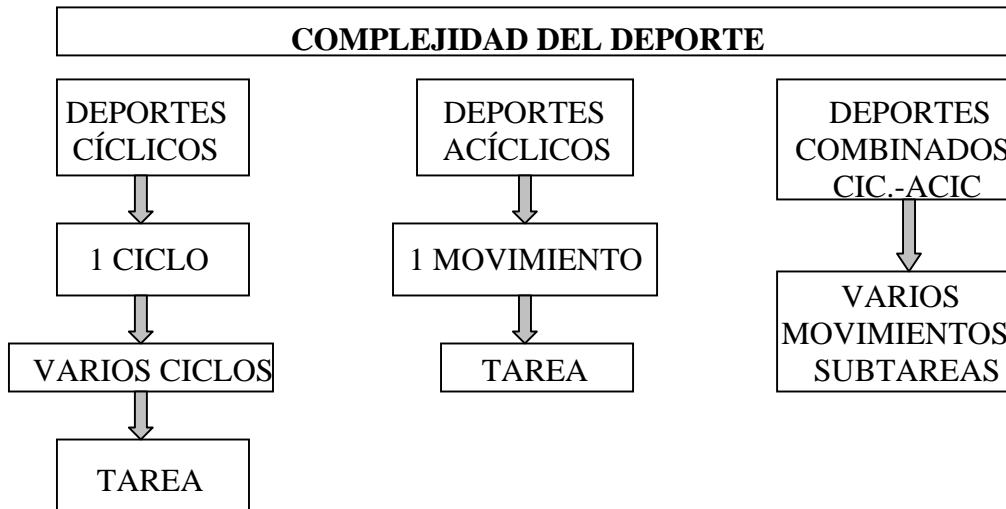 COMPLEJIDAD DEL DEPORTE
DEPORTES
CÍCLICOS
1 CICLO
VARIOS CICLOS
TAREA
DEPORTES
ACÍCLICOS
1 MOVIMIENTO
TAREA
DEPORTES
COMBINADOS
CIC.-ACIC
VARIOS
MOVIMIENTOS
SUBTAREAS